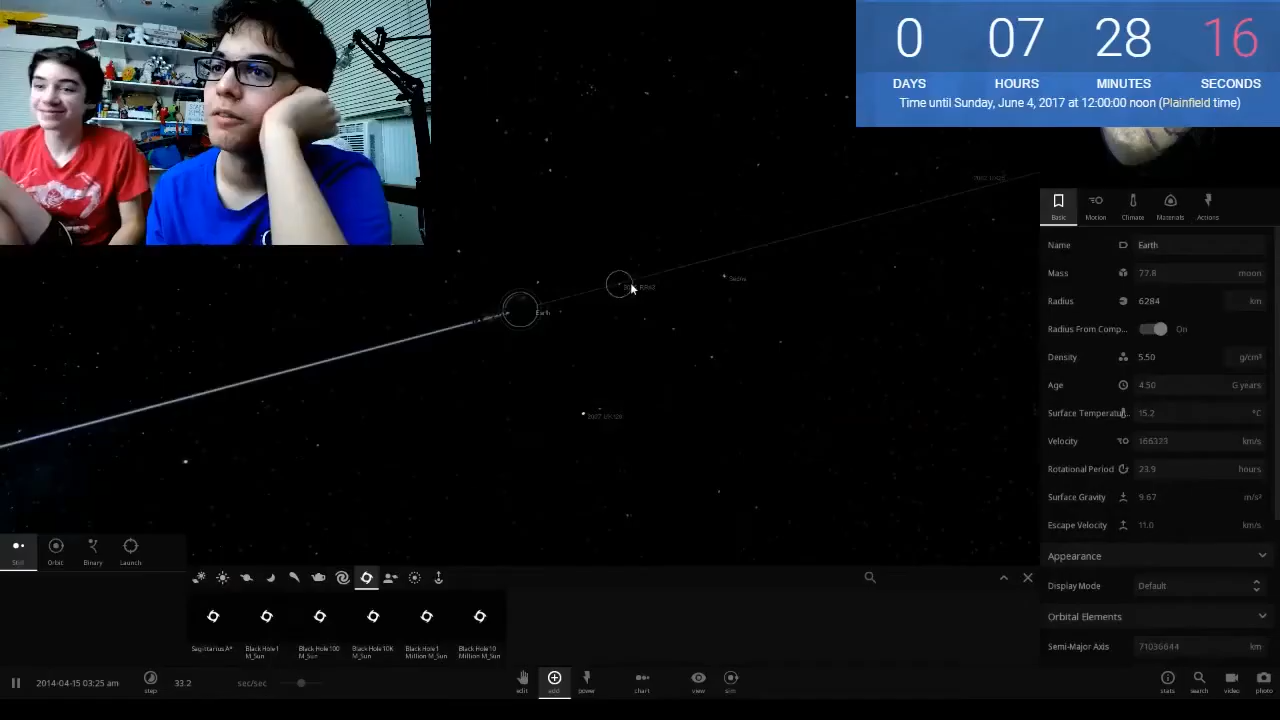 0 07 28 16
DAYS HOURS MINUTES SECONDS
Time until Sunday, June 4, 2017 at 12:00:00 noon (Plainfield time)
Basic Motion Climate Materials Actions
Name Earth
Mass 77.8 moon
Radius 6284 km
Radius From Comp... On
Density 5.50 g/cm³
Age 4.50 G years
Surface Temperatu... 15.2 °C
Velocity 166323 km/s
Rotational Period 23.9 hours
Surface Gravity 9.67 m/s²
Escape Velocity 11.0 km/s
Appearance
Display Mode Default
Orbital Elements
Semi-Major Axis 71036644 km
Sedna
Earth
Still Orbit Binary Launch
Sagittarius A*
Black Hole 1 M_Sun
Black Hole 100 M_Sun
Black Hole 10K M_Sun
Black Hole 1 Million M_Sun
Black Hole 10 Million M_Sun
2014-04-15 03:25 am step 33.2 sec/sec edit add power chart view sim stats search video photo